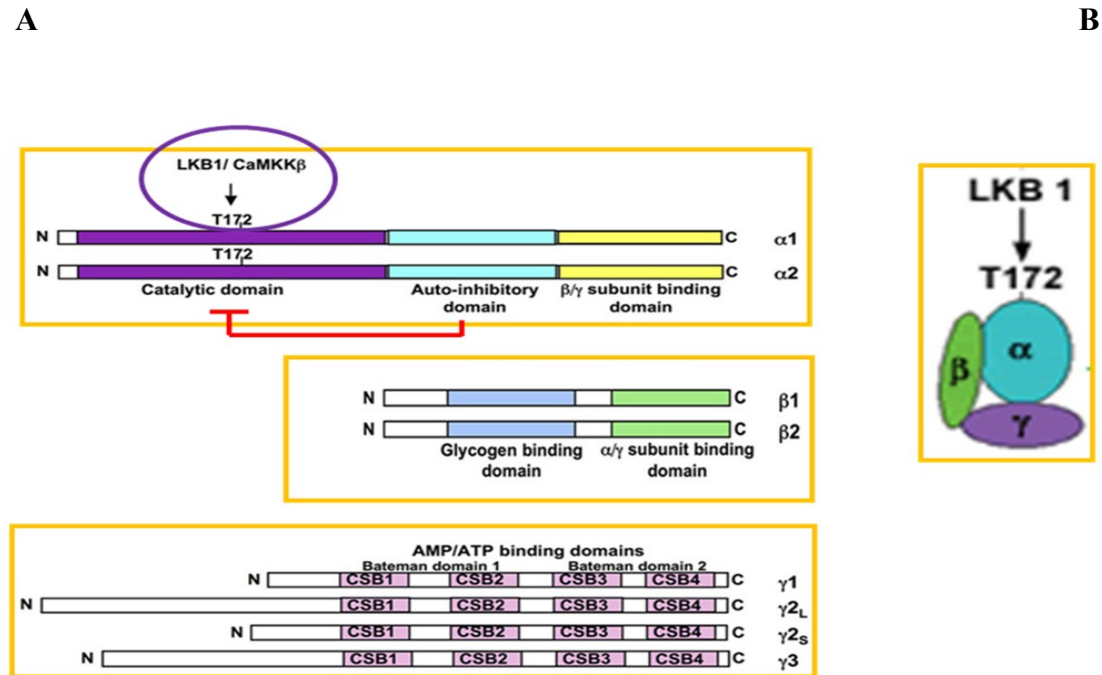 A
B
LKB1/ CaMKKβ
T172
N C α1
T172
N C α2
Catalytic domain
Auto-inhibitory
domain
β/γ subunit binding
domain
N C β1
N C β2
Glycogen binding
domain
α/γ subunit binding
domain
AMP/ATP binding domains
Bateman domain 1 Bateman domain 2
N CSB1 CSB2 CSB3 CSB4 C γ1
N CSB1 CSB2 CSB3 CSB4 C γ2L
N CSB1 CSB2 CSB3 CSB4 C γ2S
N CSB1 CSB2 CSB3 CSB4 C γ3
LKB 1
T172
α
β
γ